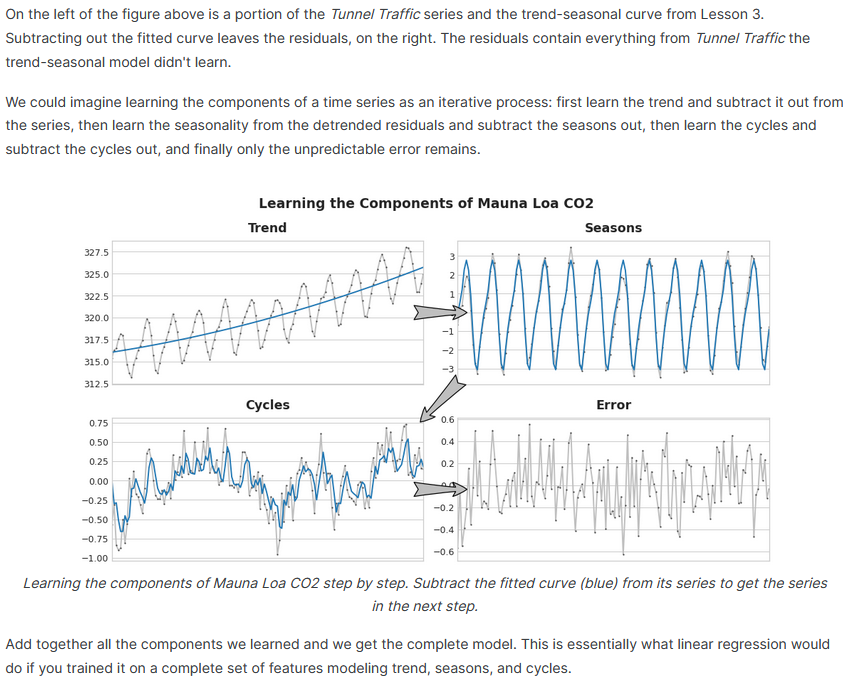 On the left of the figure above is a portion of the Tunnel Traffic series and the trend-seasonal curve from Lesson 3.
Subtracting out the fitted curve leaves the residuals, on the right. The residuals contain everything from Tunnel Traffic the
trend-seasonal model didn't learn.
We could imagine learning the components of a time series as an iterative process: first learn the trend and subtract it out from
the series, then learn the seasonality from the detrended residuals and subtract the seasons out, then learn the cycles and
subtract the cycles out, and finally only the unpredictable error remains.
Learning the Components of Mauna Loa CO2
Trend
327.5
325.0
322.5
320.0
317.5
315.0
312.5
Seasons
3
2
1
−1
−2
−3
Cycles
0.75
0.50
0.25
0.00
−0.25
−0.50
−0.75
−1.00
Error
0.6
0.4
0.2
−0.2
−0.4
−0.6
Learning the components of Mauna Loa CO2 step by step. Subtract the fitted curve (blue) from its series to get the series
in the next step.
Add together all the components we learned and we get the complete model. This is essentially what linear regression would
do if you trained it on a complete set of features modeling trend, seasons, and cycles.